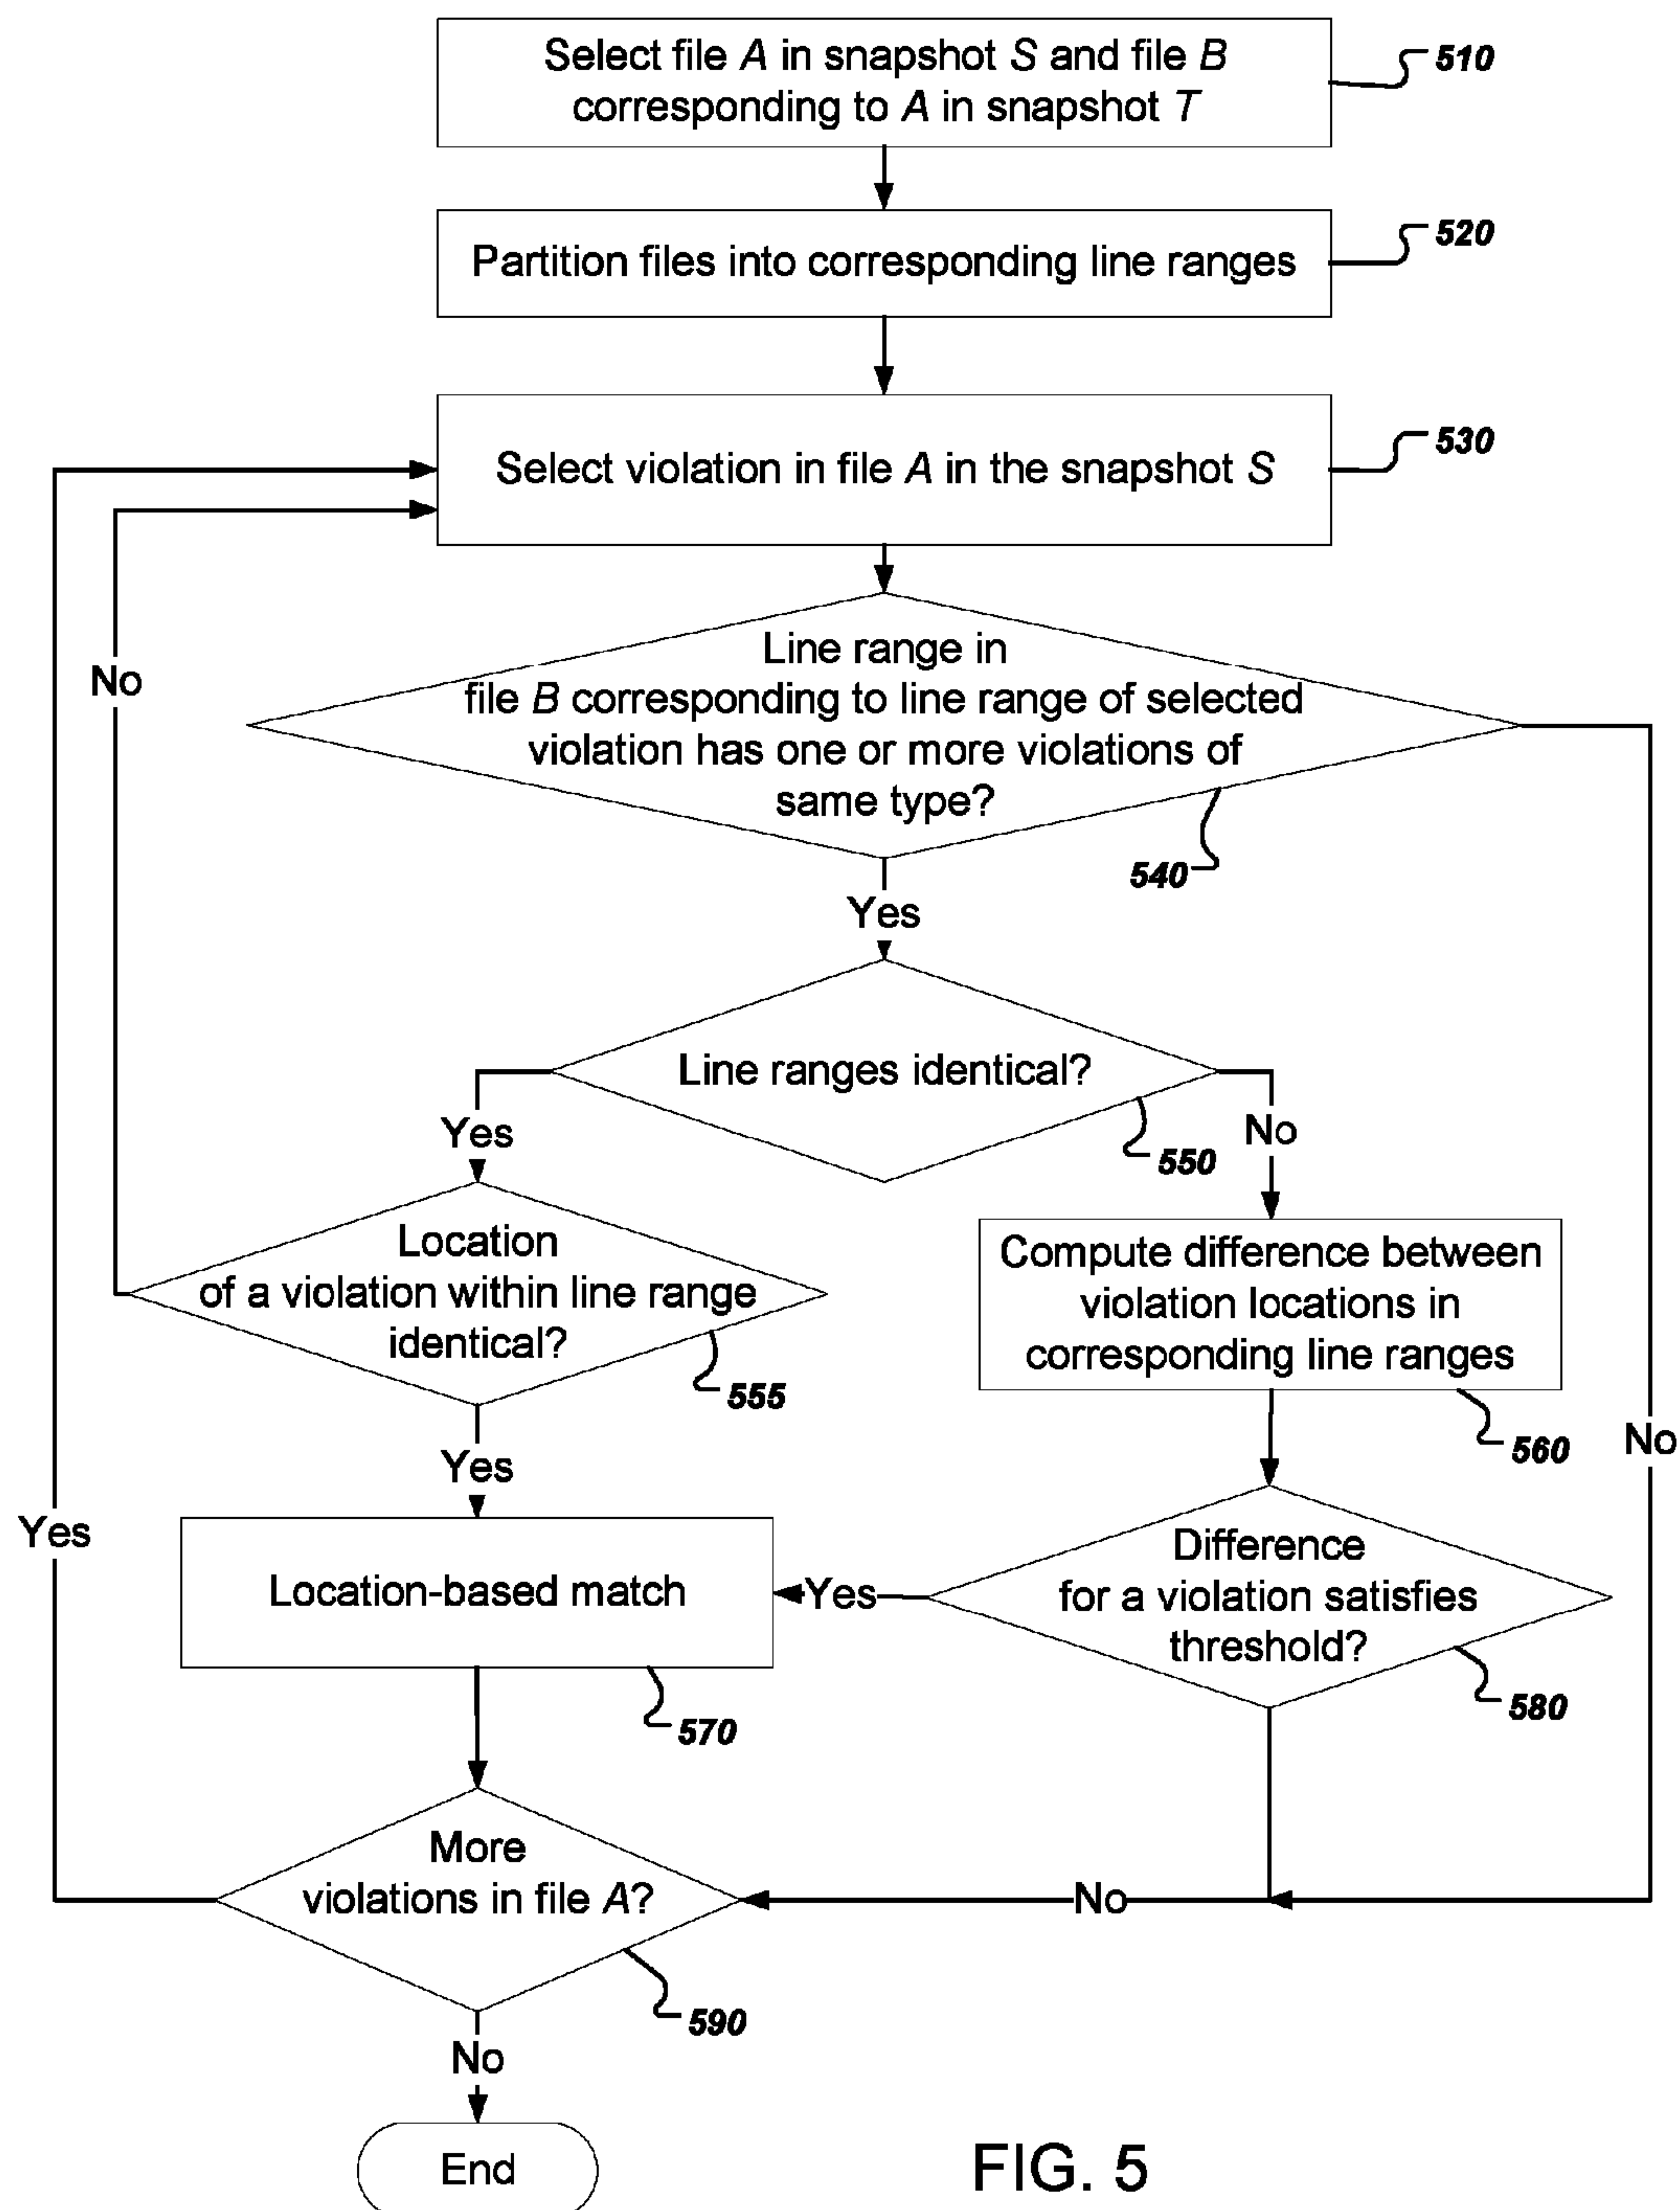 Select file A in snapshot S and file B
corresponding to A in snapshot T
510
Partition files into corresponding line ranges
520
Select violation in file A in the snapshot S
530
Line range in
file B corresponding to line range of selected
violation has one or more violations of
same type?
540
No
Yes
Line ranges identical?
550
Yes
No
Location
of a violation within line range
identical?
555
Compute difference between
violation locations in
corresponding line ranges
560
No
Yes
Yes
Location-based match
570
Yes
Difference
for a violation satisfies
threshold?
580
More
violations in file A?
590
No
No
End
FIG. 5